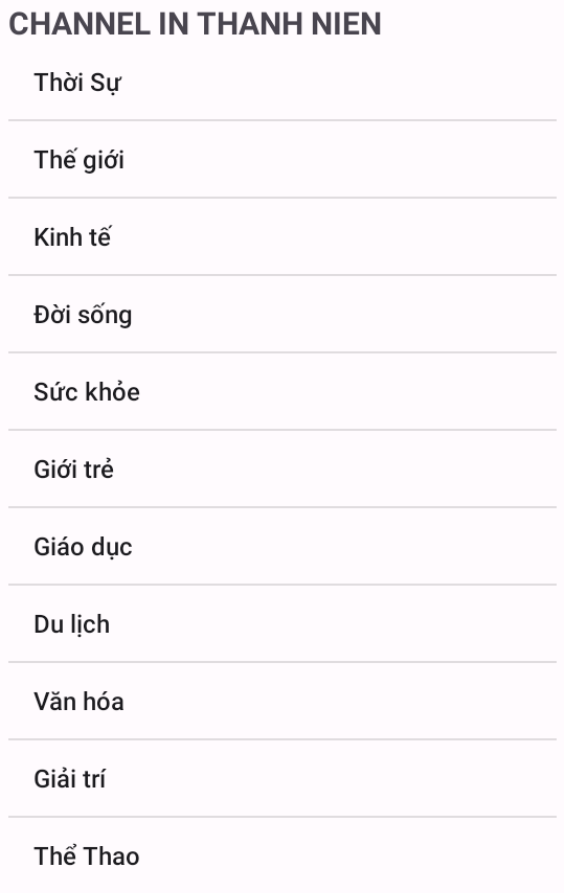 CHANNEL IN THANH NIEN
Thời Sự
Thế giới
Kinh tế
Đời sống
Sức khỏe
Giới trẻ
Giáo dục
Du lịch
Văn hóa
Giải trí
Thể Thao